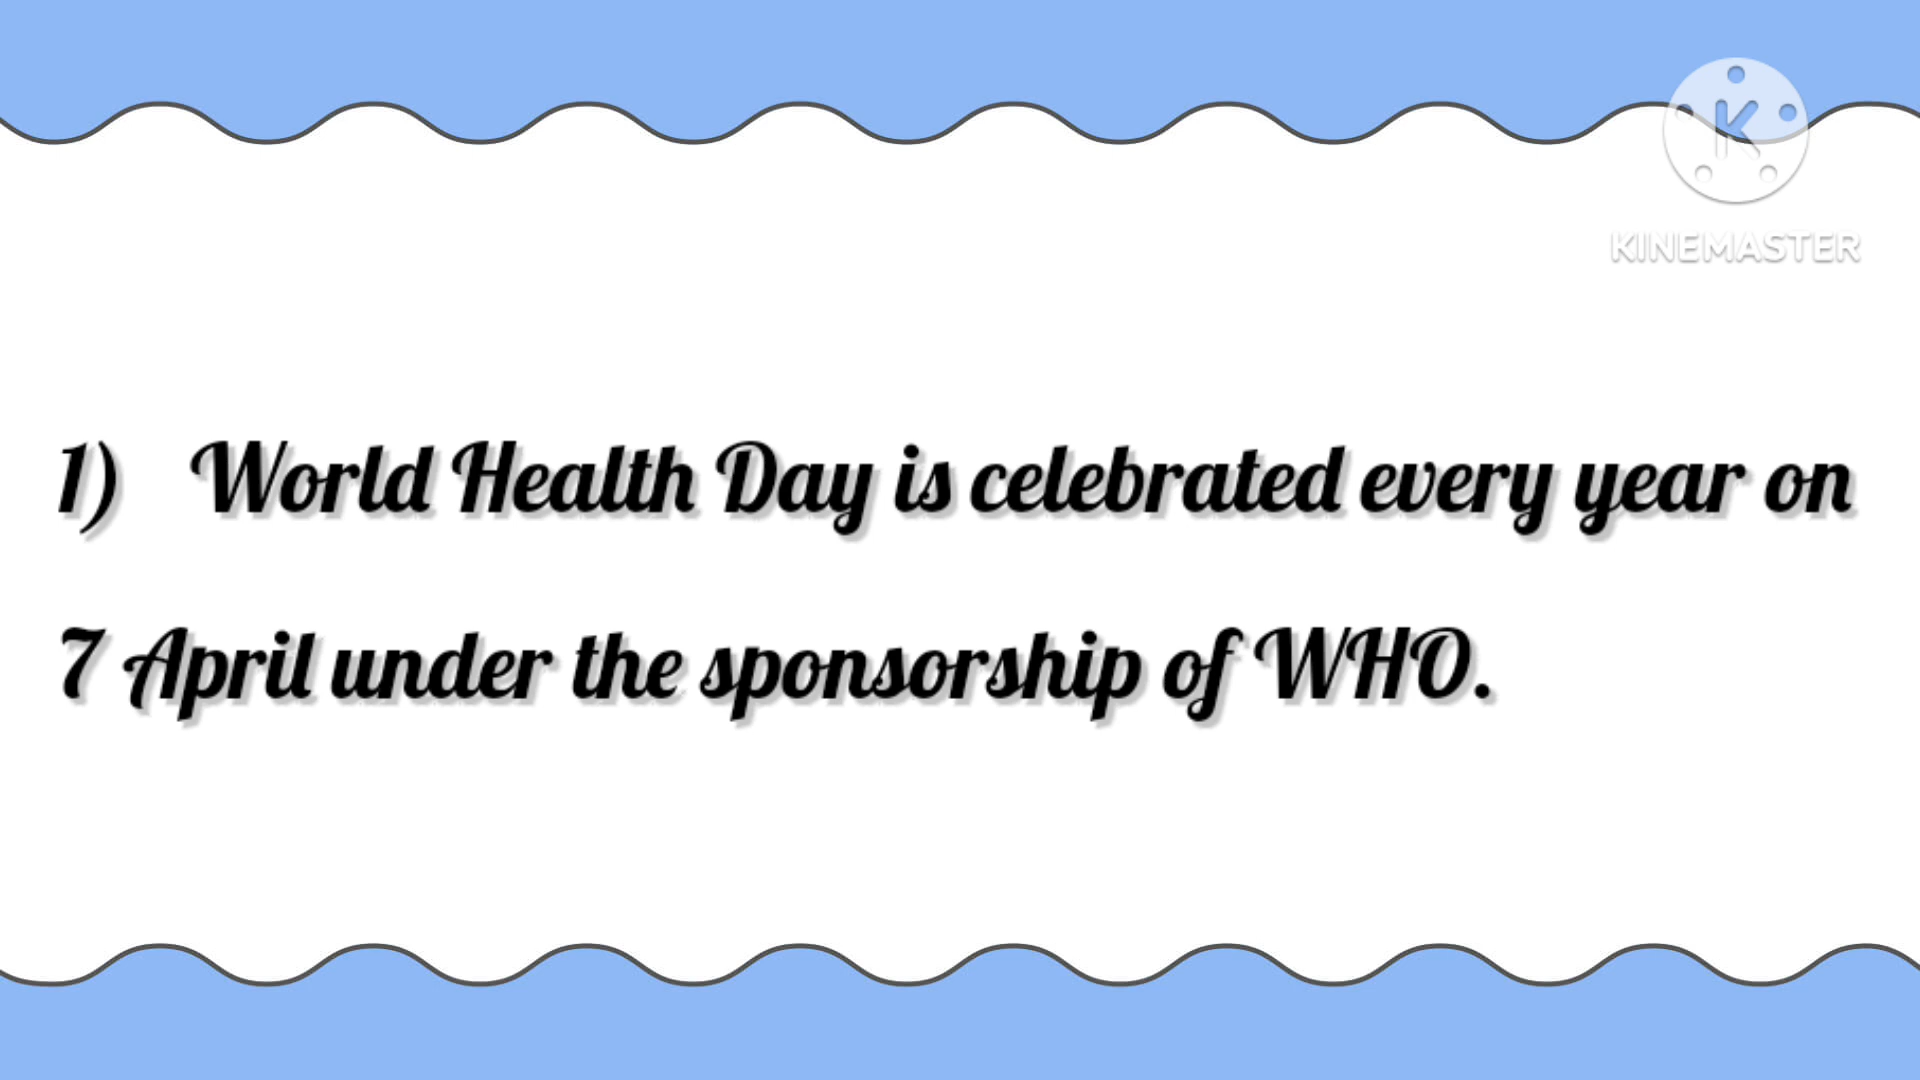 KINEMASTER
1) World Health Day is celebrated every year on
7 April under the sponsorship of WHO.